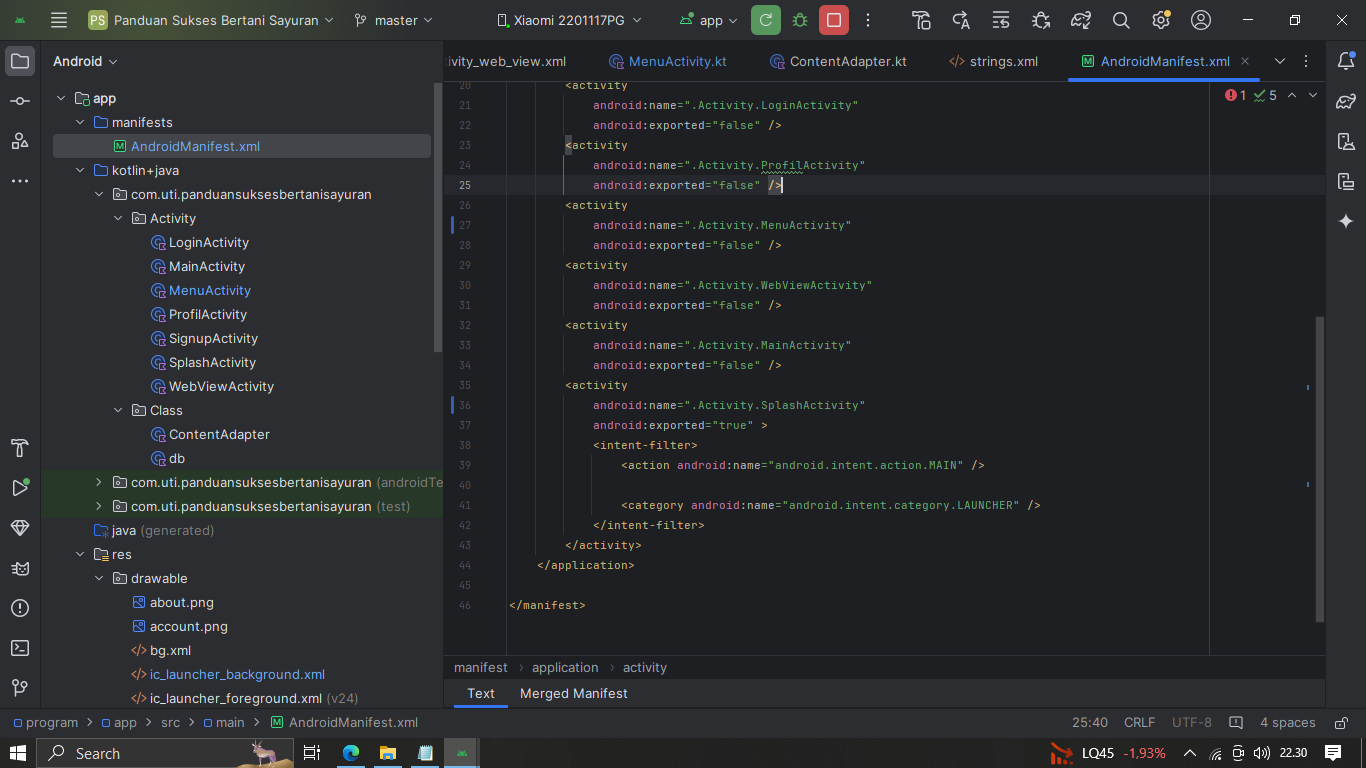 PS Panduan Sukses Bertani Sayuran master Xiaomi 2201117PG app
Android
ivity_web_view.xml MenuActivity.kt ContentAdapter.kt strings.xml AndroidManifest.xml
app
manifests
AndroidManifest.xml
kotlin+java
com.uti.panduansuksesbertanisayuran
Activity
LoginActivity
MainActivity
MenuActivity
ProfilActivity
SignupActivity
SplashActivity
WebViewActivity
Class
ContentAdapter
db
com.uti.panduansuksesbertanisayuran (androidTe
com.uti.panduansuksesbertanisayuran (test)
java (generated)
res
drawable
about.png
account.png
bg.xml
ic_launcher_background.xml
ic_launcher_foreground.xml (v24)
1 5
20 <activity
21 android:name=".Activity.LoginActivity"
22 android:exported="false" />
23 <activity
24 android:name=".Activity.ProfilActivity"
25 android:exported="false" />
26 <activity
27 android:name=".Activity.MenuActivity"
28 android:exported="false" />
29 <activity
30 android:name=".Activity.WebViewActivity"
31 android:exported="false" />
32 <activity
33 android:name=".Activity.MainActivity"
34 android:exported="false" />
35 <activity
36 android:name=".Activity.SplashActivity"
37 android:exported="true" >
38 <intent-filter>
39 <action android:name="android.intent.action.MAIN" />
40
41 <category android:name="android.intent.category.LAUNCHER" />
42 </intent-filter>
43 </activity>
44 </application>
45
46 </manifest>
manifest › application › activity
Text Merged Manifest
program > app > src > main > AndroidManifest.xml 25:40 CRLF UTF-8 4 spaces
Search LQ45 -1,93% 22.30